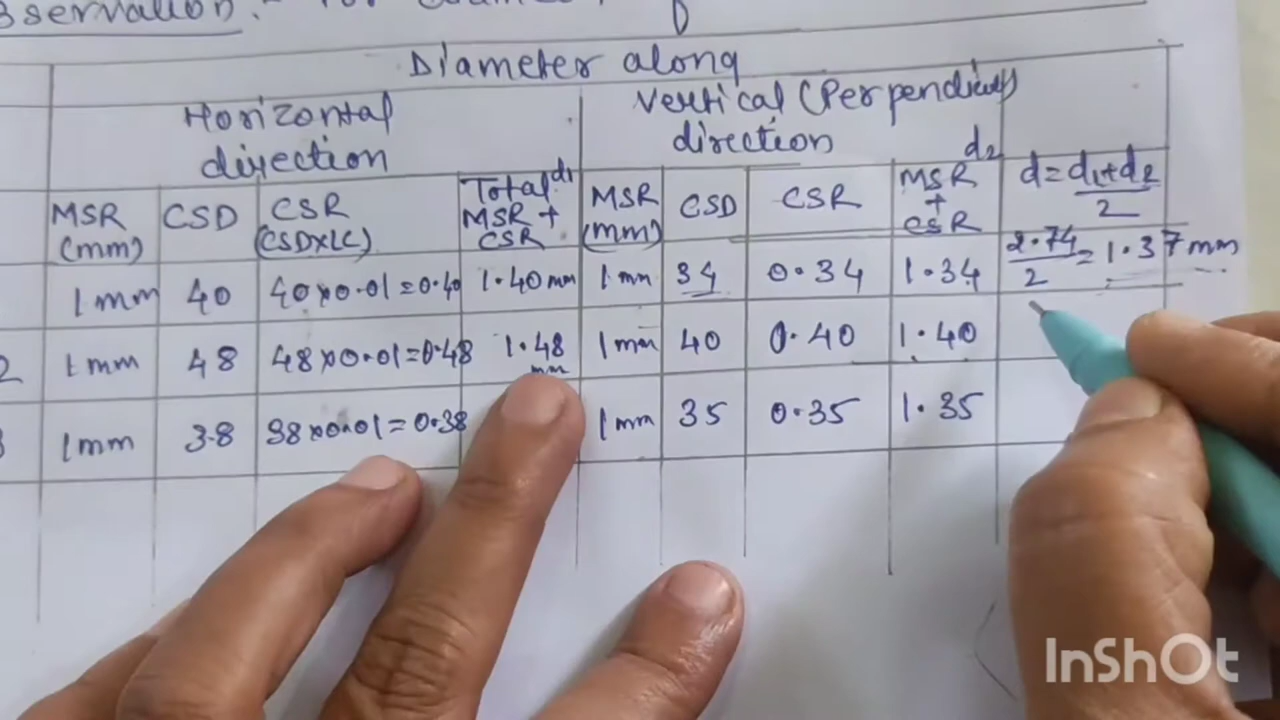 Diameter along
Horizontal direction
Vertical (Perpendicular) direction
MSR (mm) CSD CSR (CSD×LC) Total d1 MSR + CSR MSR (mm) CSD CSR MSR + CSR d2 d=d1+d2/2
1mm 40 40×0.01=0.40 1.40mm 1mm 34 0.34 1.34 2.74/2=1.37mm
2 1mm 48 48×0.01=0.48 1.48 mm 1mm 40 0.40 1.40
3 1mm 38 38×0.01=0.38 1mm 35 0.35 1.35
InShOt